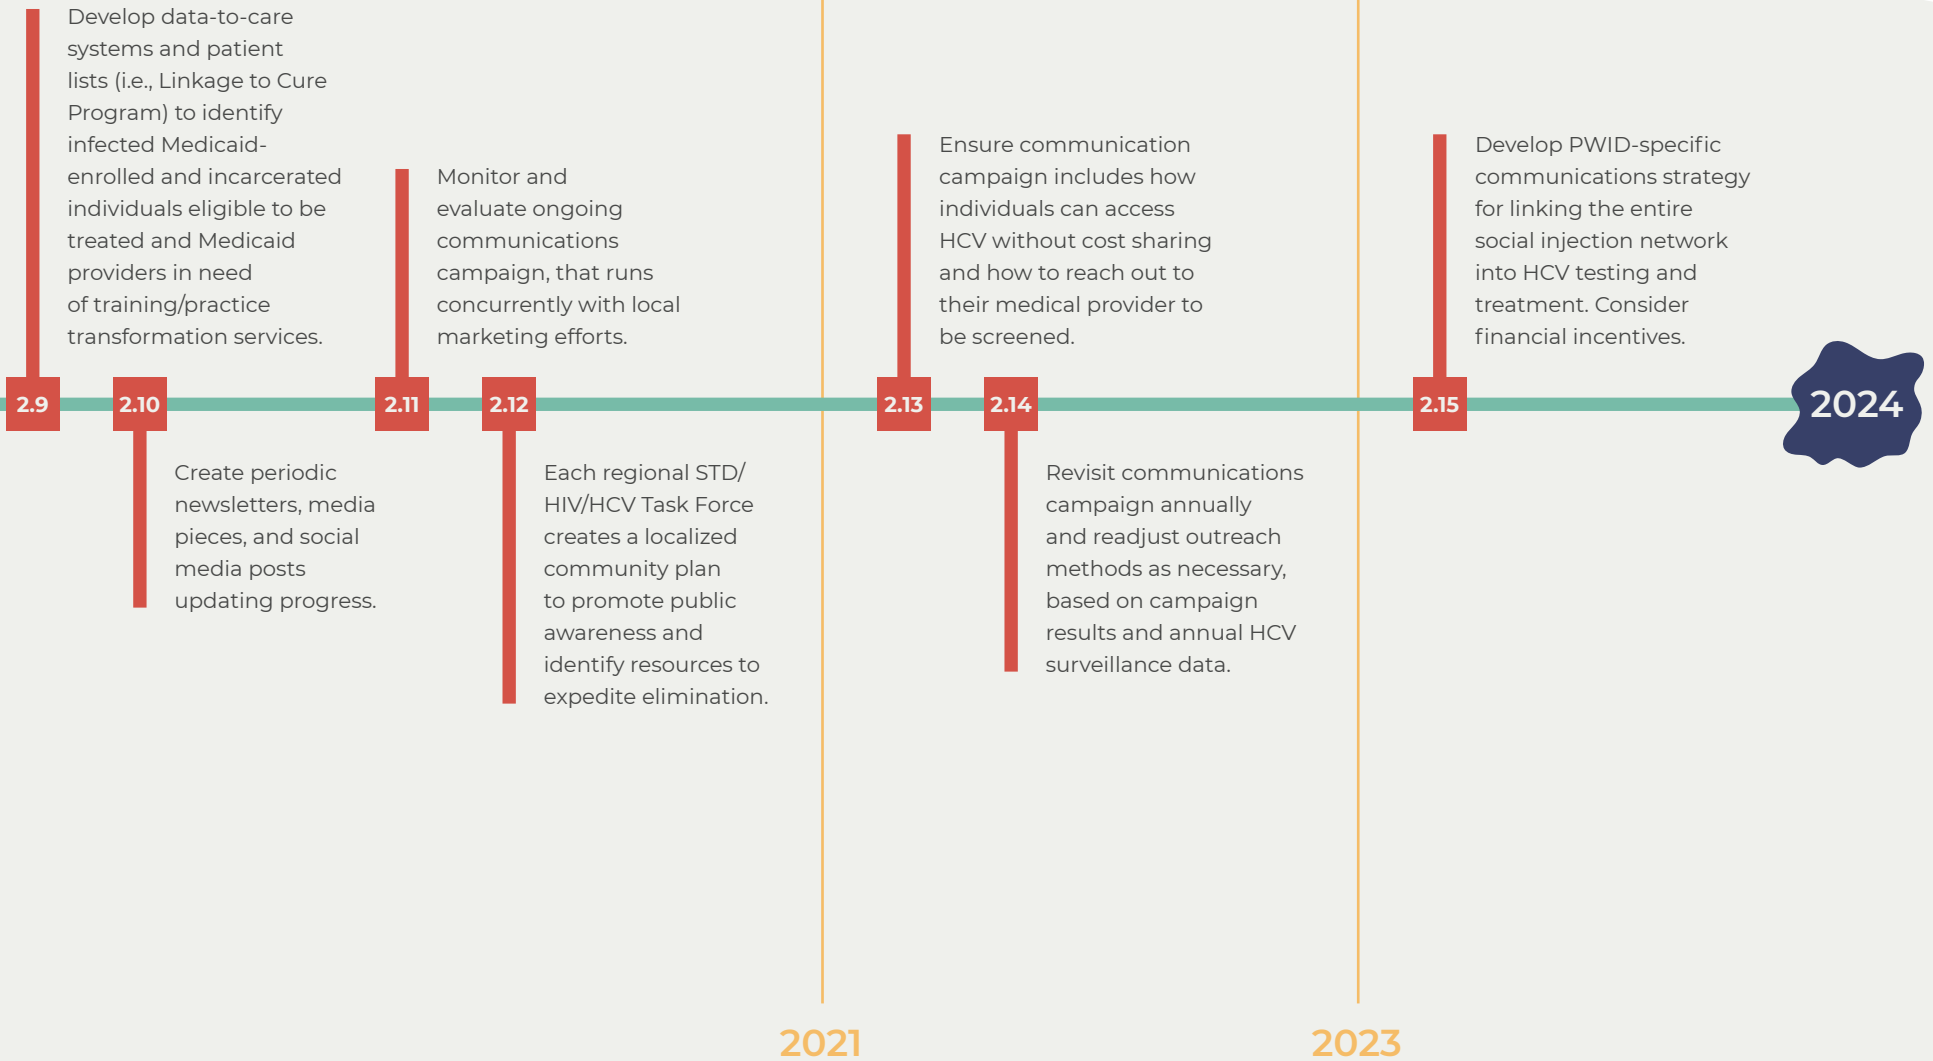 Develop data-to-care
systems and patient
lists (i.e., Linkage to Cure
Program) to identify
infected Medicaid-
enrolled and incarcerated
individuals eligible to be
treated and Medicaid
providers in need
of training/practice
transformation services.
Monitor and
evaluate ongoing
communications
campaign, that runs
concurrently with local
marketing efforts.
Ensure communication
campaign includes how
individuals can access
HCV without cost sharing
and how to reach out to
their medical provider to
be screened.
Develop PWID-specific
communications strategy
for linking the entire
social injection network
into HCV testing and
treatment. Consider
financial incentives.
2.9
2.10
2.11
2.12
2.13
2.14
2.15
2024
Create periodic
newsletters, media
pieces, and social
media posts
updating progress.
Each regional STD/
HIV/HCV Task Force
creates a localized
community plan
to promote public
awareness and
identify resources to
expedite elimination.
Revisit communications
campaign annually
and readjust outreach
methods as necessary,
based on campaign
results and annual HCV
surveillance data.
2021
2023